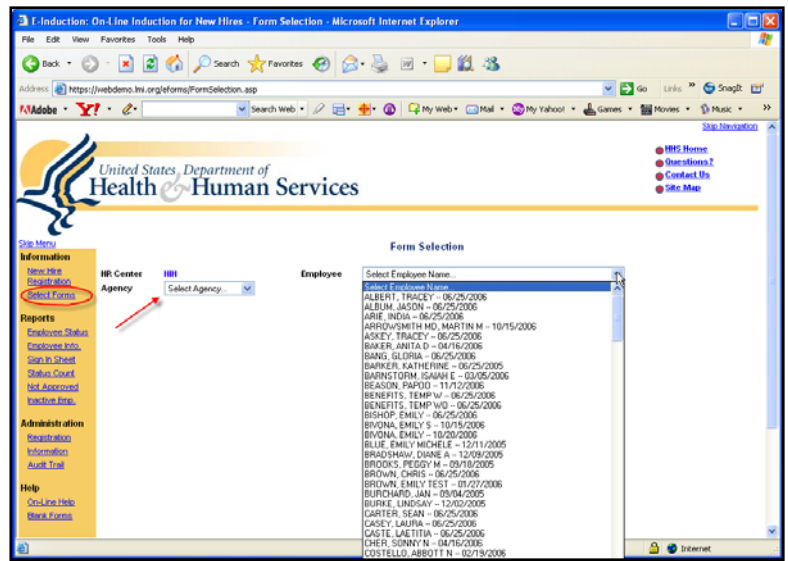 E-Induction: On-Line Induction for New Hires - Form Selection - Microsoft Internet Explorer
File Edit View Favorites Tools Help
Back Search Favorites
Address https://webdemo.lmi.org/eforms/FormSelection.asp Go Links SnagIt
Adobe Y! Search Web My Web Mail My Yahoo! Games Movies Music
Skip Navigation
HHS Home
Questions?
Contact Us
Site Map
United States Department of
Health & Human Services
Skip Menu
Form Selection
Information
New Hire
Registration
Select Forms
HR Center NIH
Agency Select Agency...
Employee Select Employee Name...
Select Employee Name...
ALBERT, TRACEY -- 06/25/2006
ALBUM, JASON -- 06/25/2006
ARIE, INDIA -- 06/25/2006
ARROWSMITH MD, MARTIN M -- 10/15/2006
ASKEY, TRACEY -- 06/25/2006
BAKER, ANITA D -- 04/16/2006
BANG, GLORIA -- 06/25/2006
BARKER, KATHERINE -- 06/25/2005
BARNSTORM, ISAIAH E -- 03/05/2006
BEASON, PAPOO -- 11/12/2006
BENEFITS, TEMP W -- 06/25/2006
BENEFITS, TEMP WO -- 06/25/2006
BISHOP, EMILY -- 06/25/2006
BIVONA, EMILY S -- 10/15/2006
BIVONA, EMILY -- 10/20/2006
BLUE, EMILY MICHELE -- 12/11/2005
BRADSHAW, DIANE A -- 12/09/2005
BROOKS, PEGGY M -- 09/18/2005
BROWN, CHRIS -- 06/25/2006
BROWN, EMILY TEST -- 01/27/2006
BURCHARD, JAN -- 09/04/2005
BURKE, LINDSAY -- 12/02/2005
CARTER, SEAN -- 06/25/2006
CASEY, LAURA -- 06/25/2006
CASTE, LAETITIA -- 06/25/2006
CHER, SONNY N -- 04/16/2006
COSTELLO, ABBOTT N -- 02/19/2006
Reports
Employee Status
Employee Info.
Sign In Sheet
Status Count
Not Approved
Inactive Emp.
Administration
Registration
Information
Audit Trail
Help
On-Line Help
Blank Forms
Internet